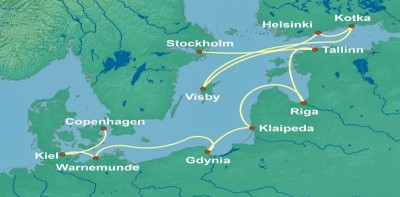 Kotka
Helsinki
Stockholm
Tallinn
Visby
Riga
Copenhagen
Klaipeda
Kiel
Gdynia
Warnemunde